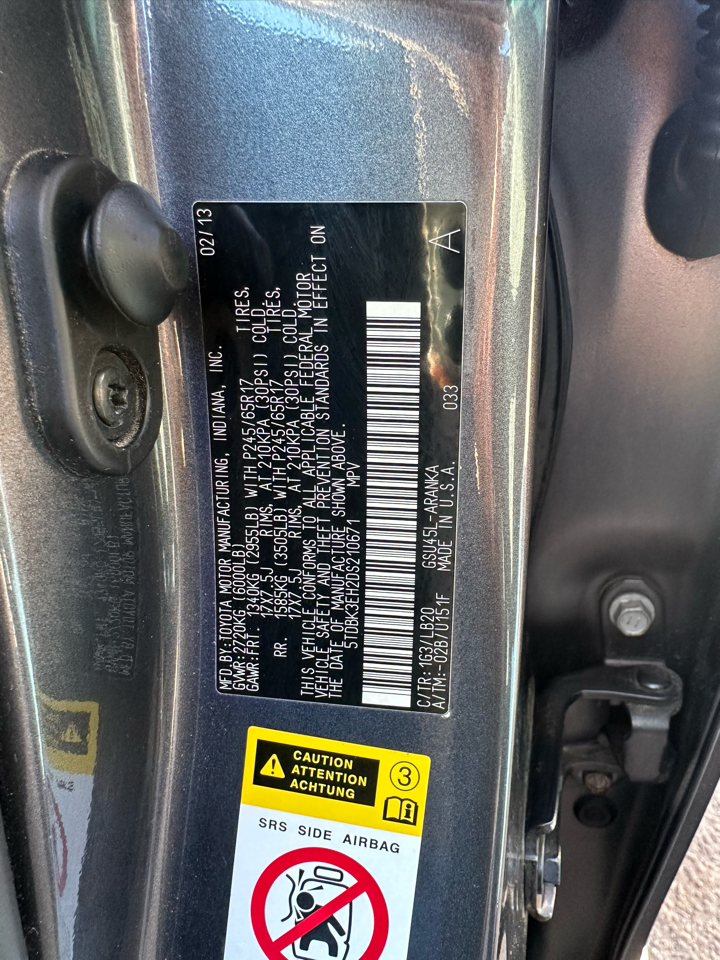 MFD.BY:TOYOTA MOTOR MANUFACTURING, INDIANA, INC. 02/13
GVWR:2720KG (6000LB)
GAWR:FRT. 1340KG (2955LB) WITH P245/65R17 TIRES,
17X7.5J RIMS, AT 210KPA (30PSI) COLD.
RR. 1585KG (3505LB) WITH P245/65R17 TIRES,
17X7.5J RIMS, AT 210KPA (30PSI) COLD.
THIS VEHICLE CONFORMS TO ALL APPLICABLE FEDERAL MOTOR
VEHICLE SAFETY AND THEFT PREVENTION STANDARDS IN EFFECT ON
THE DATE OF MANUFACTURE SHOWN ABOVE.
5TDBK3EH2DS210671 MPV
C/TR:1G3/LB20 GSU45L-ARANKA 033 A
A/TM:-02B/U151F MADE IN U.S.A.
CAUTION
ATTENTION
ACHTUNG
3
SRS SIDE AIRBAG